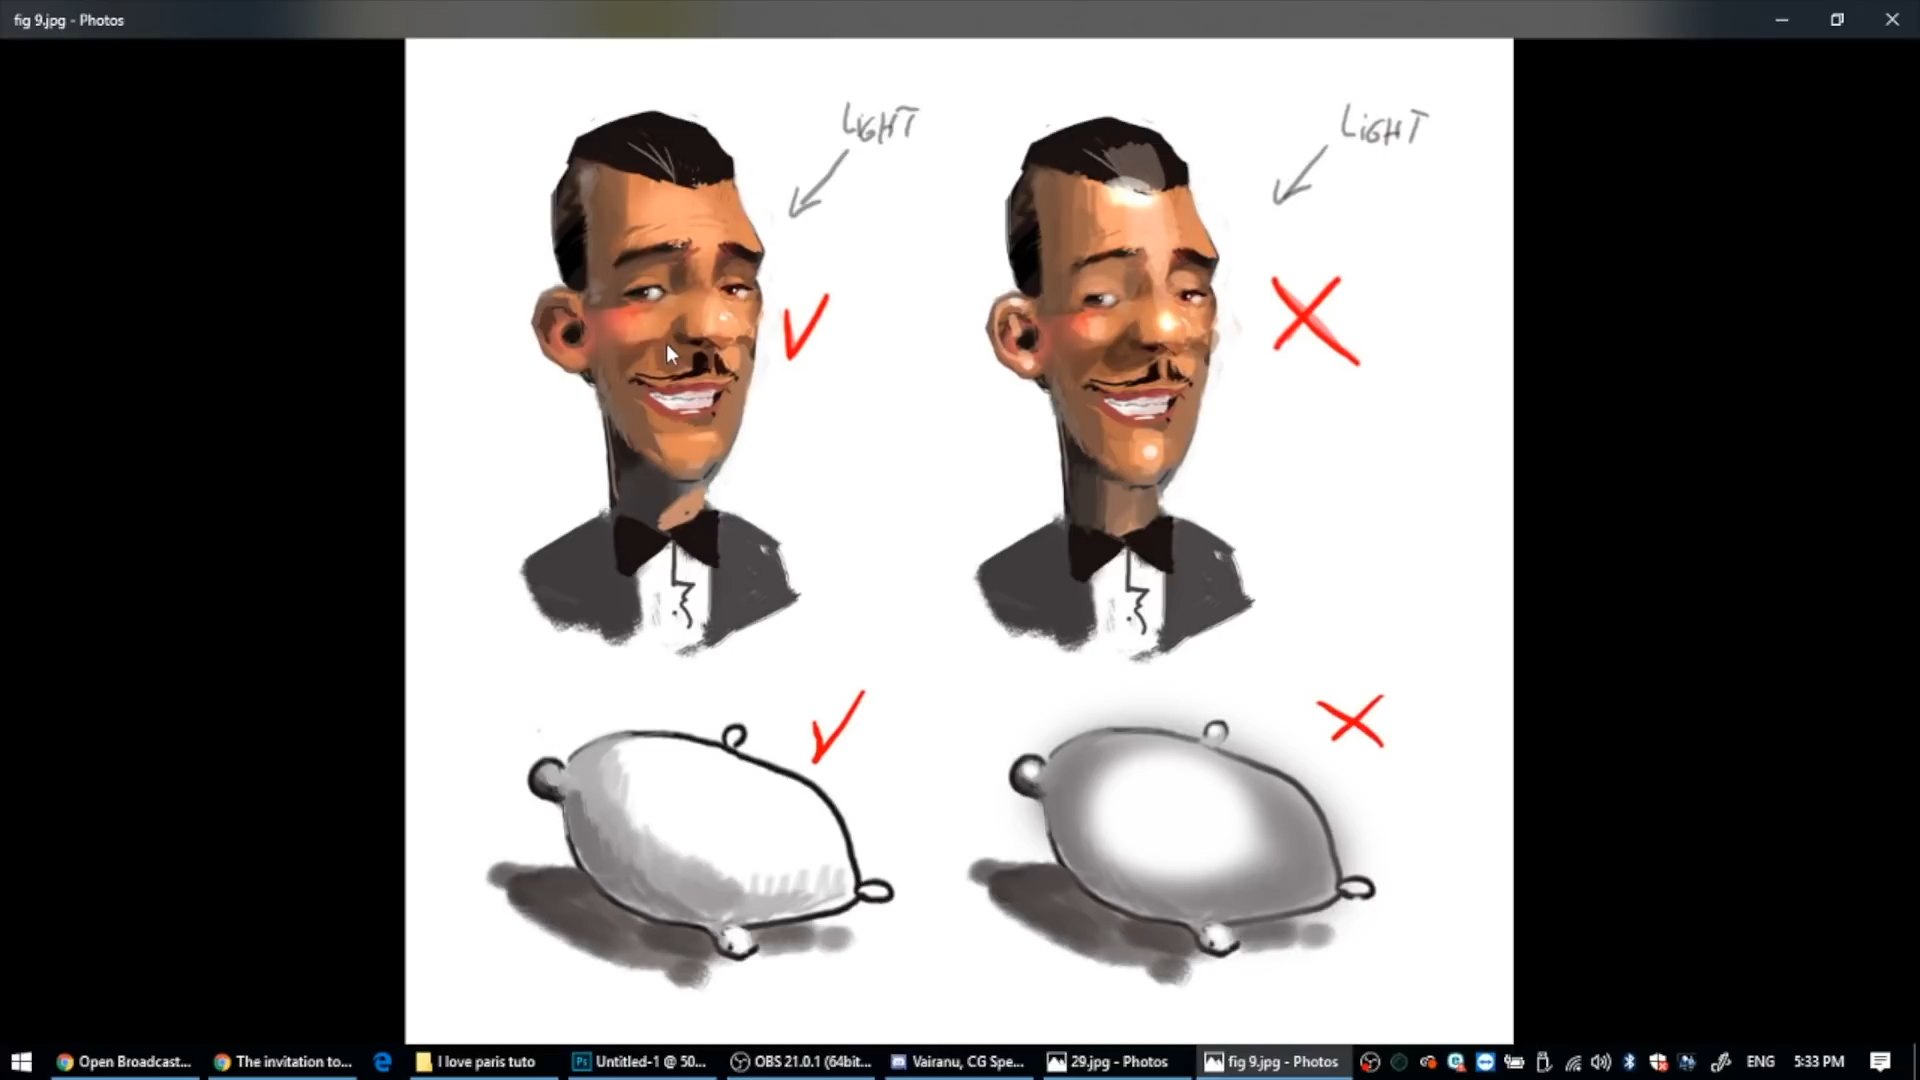 fig 9.jpg - Photos
LIGHT
LIGHT
Open Broadcast...
The invitation to...
I love paris tuto
Untitled-1 @ 50...
OBS 21.0.1 (64bit...
Vairanu, CG Spe...
29.jpg - Photos
fig 9.jpg - Photos
ENG
5:33 PM